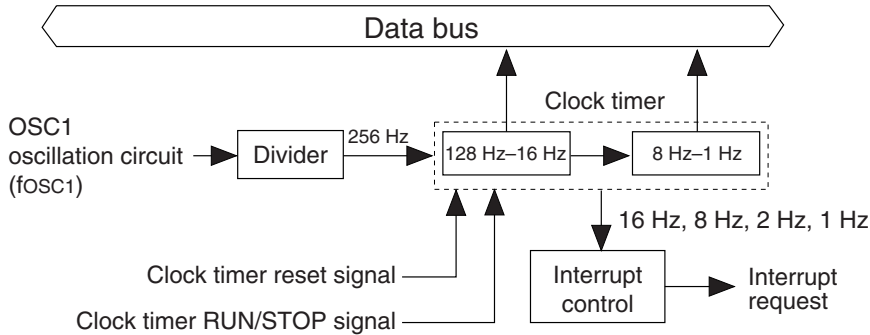 Data bus
Clock timer
OSC1
oscillation circuit
(fOSC1)
Divider
256 Hz
128 Hz–16 Hz
8 Hz–1 Hz
16 Hz, 8 Hz, 2 Hz, 1 Hz
Clock timer reset signal
Clock timer RUN/STOP signal
Interrupt
control
Interrupt
request